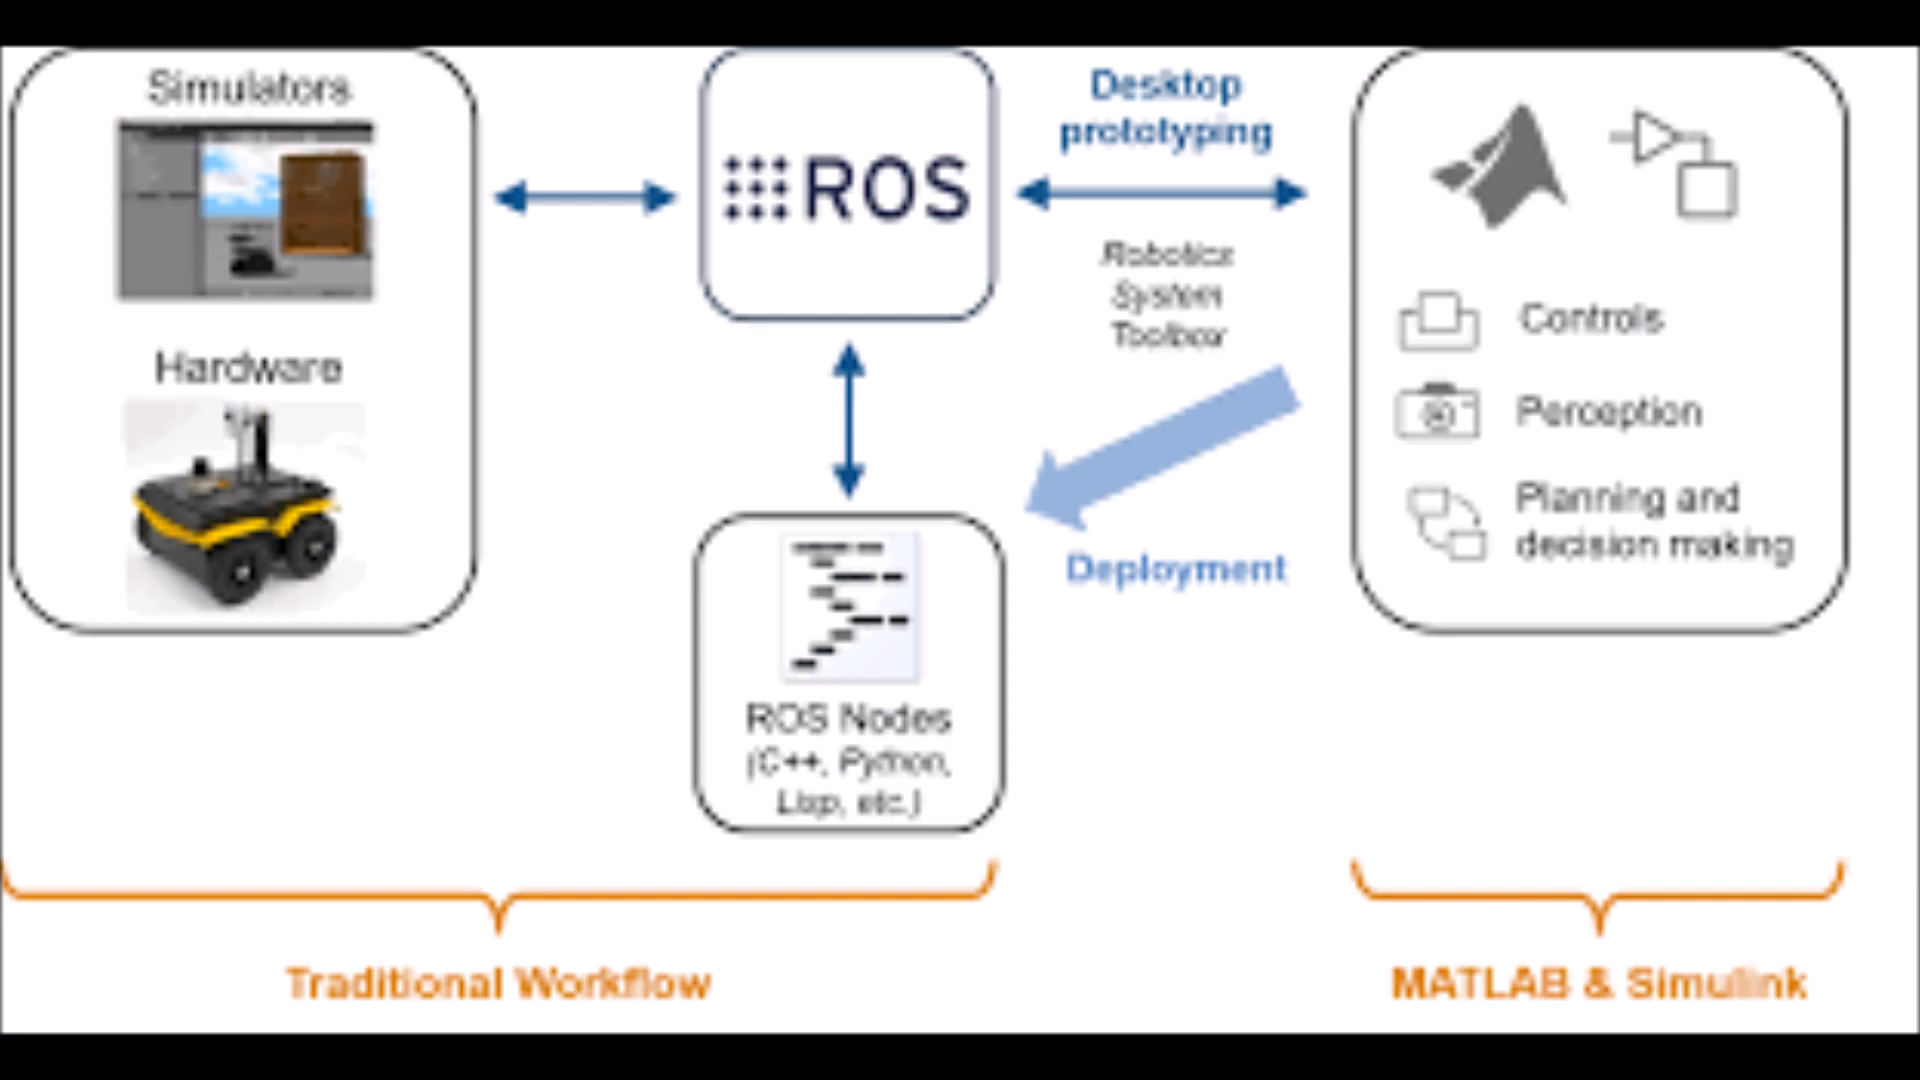 Simulators
Hardware
ROS
Desktop
prototyping
Robotics
System
Toolbox
Deployment
ROS Nodes
(C++, Python,
Lisp, etc.)
Controls
Perception
Planning and
decision making
Traditional Workflow
MATLAB & Simulink